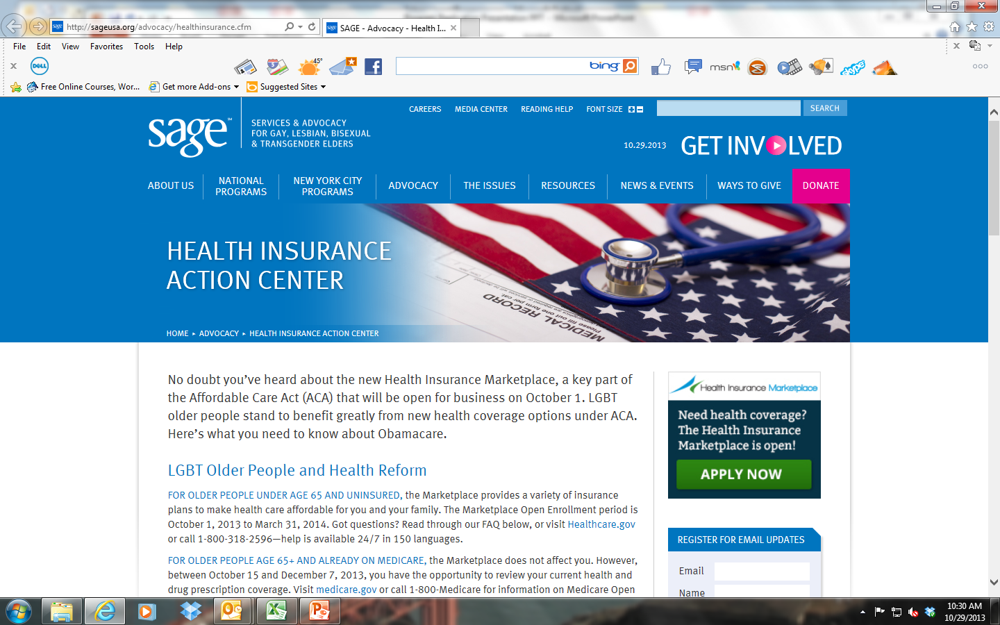 http://sageusa.org/advocacy/healthinsurance.cfm
SAGE - Advocacy - Health I...
File Edit View Favorites Tools Help
DELL
45°
bing
msn
skype
Free Online Courses, Wor...
Get more Add-ons
Suggested Sites
CAREERS MEDIA CENTER READING HELP FONT SIZE
SEARCH
sage
SERVICES & ADVOCACY
FOR GAY, LESBIAN, BISEXUAL
& TRANSGENDER ELDERS
10.29.2013
GET INVOLVED
ABOUT US
NATIONAL
PROGRAMS
NEW YORK CITY
PROGRAMS
ADVOCACY
THE ISSUES
RESOURCES
NEWS & EVENTS
WAYS TO GIVE
DONATE
HEALTH INSURANCE
ACTION CENTER
MEDICAL RECORD
Please fill out one form per
HOME ▸ ADVOCACY ▸ HEALTH INSURANCE ACTION CENTER
No doubt you’ve heard about the new Health Insurance Marketplace, a key part of
the Affordable Care Act (ACA) that will be open for business on October 1. LGBT
older people stand to benefit greatly from new health coverage options under ACA.
Here’s what you need to know about Obamacare.
LGBT Older People and Health Reform
FOR OLDER PEOPLE UNDER AGE 65 AND UNINSURED, the Marketplace provides a variety of insurance
plans to make health care affordable for you and your family. The Marketplace Open Enrollment period is
October 1, 2013 to March 31, 2014. Got questions? Read through our FAQ below, or visit Healthcare.gov
or call 1-800-318-2596—help is available 24/7 in 150 languages.
FOR OLDER PEOPLE AGE 65+ AND ALREADY ON MEDICARE, the Marketplace does not affect you. However,
between October 15 and December 7, 2013, you have the opportunity to review your current health and
drug prescription coverage. Visit medicare.gov or call 1-800-Medicare for information on Medicare Open
Health Insurance Marketplace
Need health coverage?
The Health Insurance
Marketplace is open!
APPLY NOW
REGISTER FOR EMAIL UPDATES
Email
Name
10:30 AM
10/29/2013